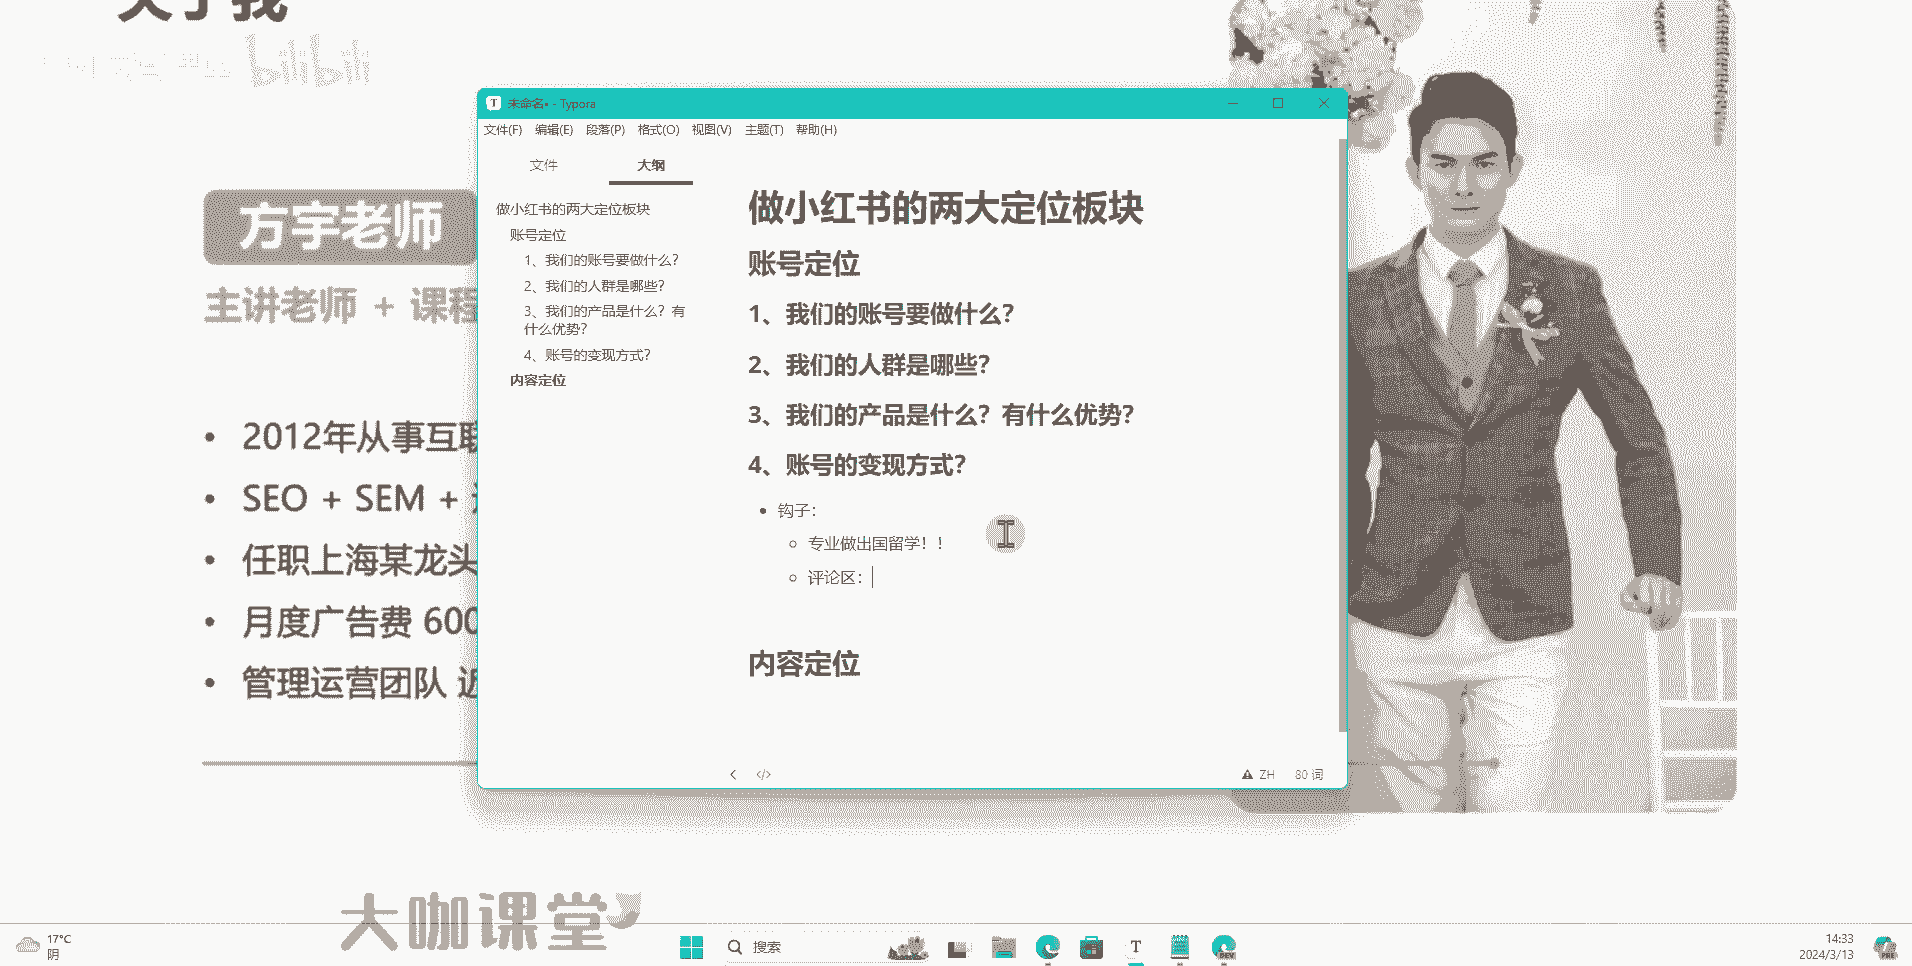 关于我
bilibili
方宇老师
主讲老师 + 课程
2012年从事互联
SEO + SEM +
任职上海某龙头
月度广告费 600
管理运营团队 近
未命名• - Typora
文件(F) 编辑(E) 段落(P) 格式(O) 视图(V) 主题(T) 帮助(H)
文件 大纲
做小红书的两大定位板块
账号定位
1、我们的账号要做什么?
2、我们的人群是哪些?
3、我们的产品是什么? 有
什么优势?
4、账号的变现方式?
内容定位
做小红书的两大定位板块
账号定位
1、我们的账号要做什么?
2、我们的人群是哪些?
3、我们的产品是什么? 有什么优势?
4、账号的变现方式?
钩子:
专业做出国留学! !
评论区:
内容定位
ZH 80 词
大咖课堂
17°C
阴
搜索
T
DEV
14:33
2024/3/13
PRE